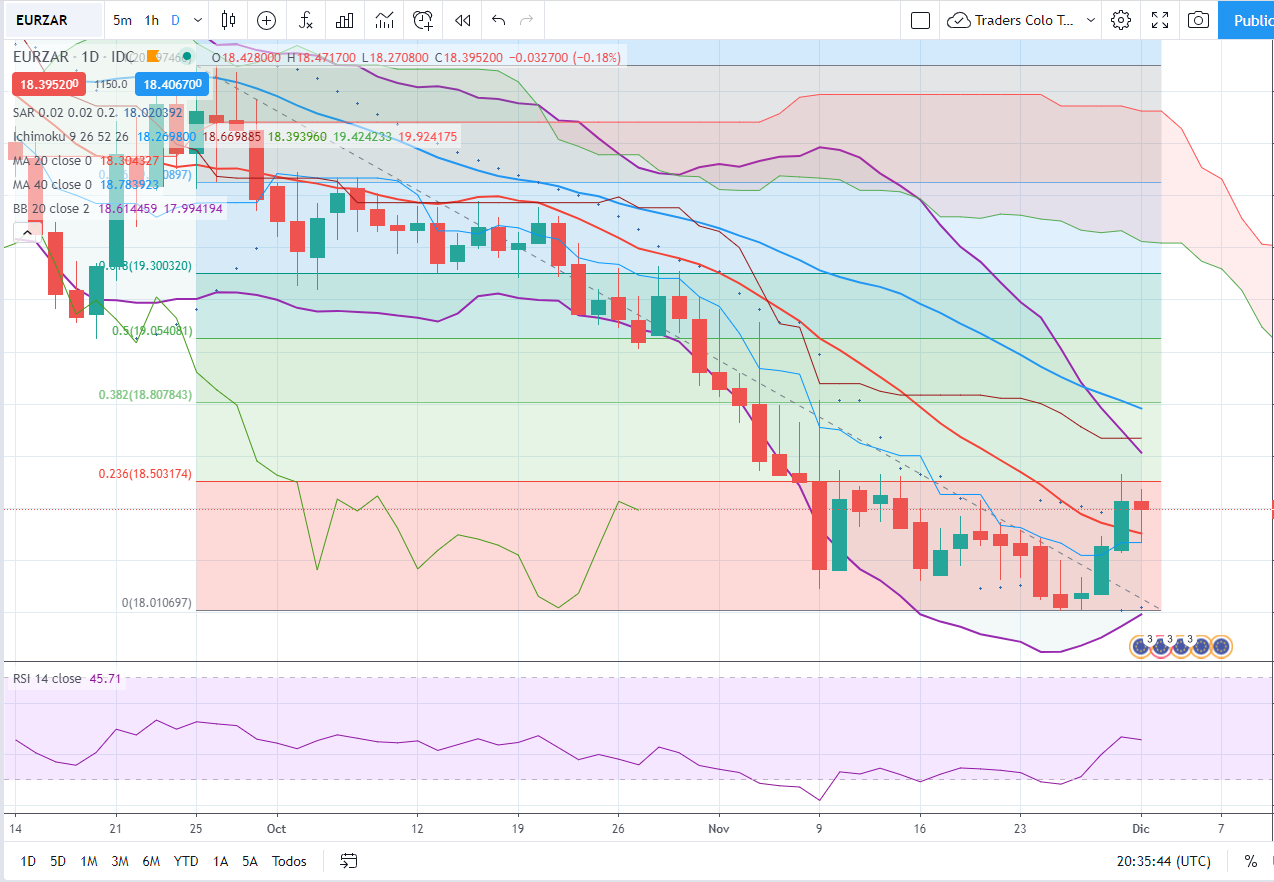 EURZAR 5m 1h D Traders Colo T... Public
EURZAR · 1D · IDC O18.428000 H18.471700 L18.270800 C18.395200 −0.032700 (−0.18%)
18.395200 1150.0 18.406700
SAR 0.02 0.02 0.2 18.020392
Ichimoku 9 26 52 26 18.269800 18.669885 18.393960 19.424233 19.924175
MA 20 close 0 18.304327
MA 40 close 0 18.783923
BB 20 close 2 18.614459 17.994194
0.618(19.300320)
0.5(19.054081)
0.382(18.807843)
0.236(18.503174)
0(18.010697)
3 3 3
RSI 14 close 45.71
14 21 25 Oct 12 19 26 Nov 9 16 23 Dic 7
1D 5D 1M 3M 6M YTD 1A 5A Todos 20:35:44 (UTC) %